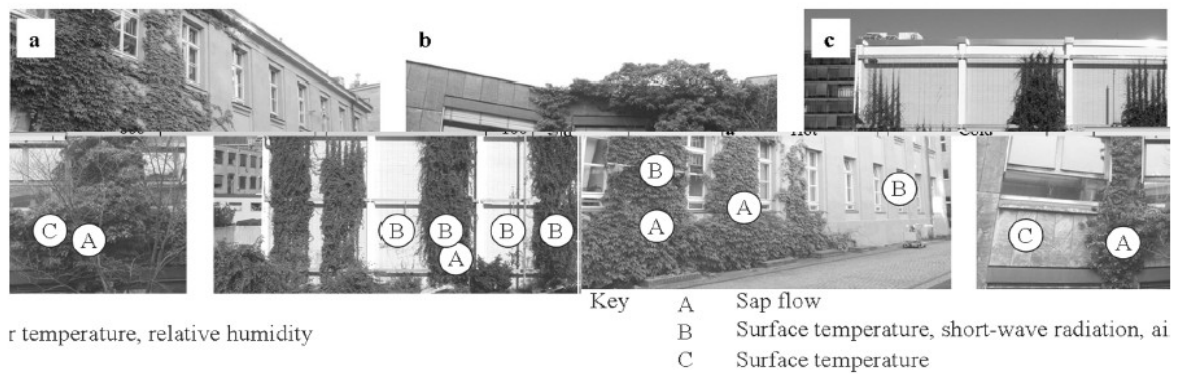 a
b
c
C
A
B
B
A
B
B
B
A
A
B
C
A
Key
A Sap flow
B Surface temperature, short-wave radiation, ai
r temperature, relative humidity
C Surface temperature